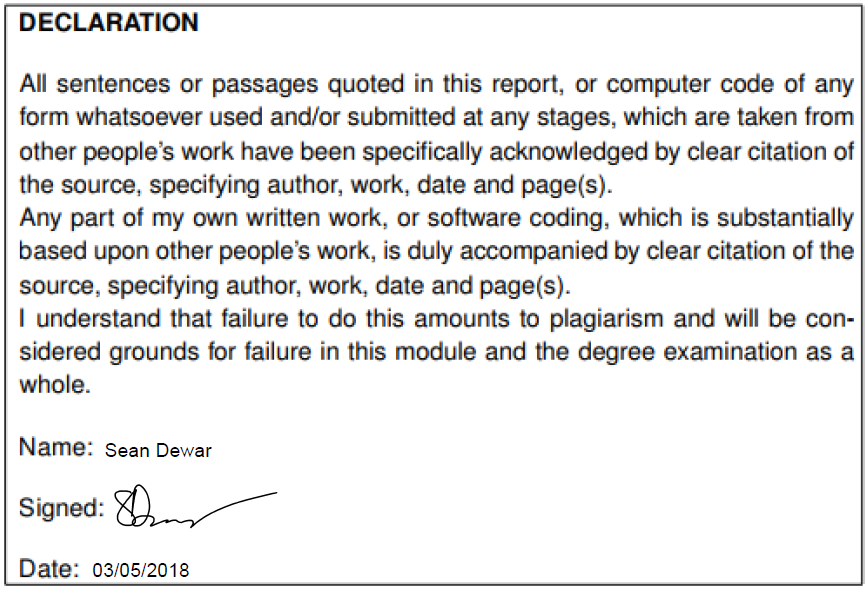 DECLARATION
All sentences or passages quoted in this report, or computer code of any
form whatsoever used and/or submitted at any stages, which are taken from
other people's work have been specifically acknowledged by clear citation of
the source, specifying author, work, date and page(s).
Any part of my own written work, or software coding, which is substantially
based upon other people's work, is duly accompanied by clear citation of the
source, specifying author, work, date and page(s).
I understand that failure to do this amounts to plagiarism and will be con-
sidered grounds for failure in this module and the degree examination as a
whole.
Name: Sean Dewar
Signed:
Date: 03/05/2018